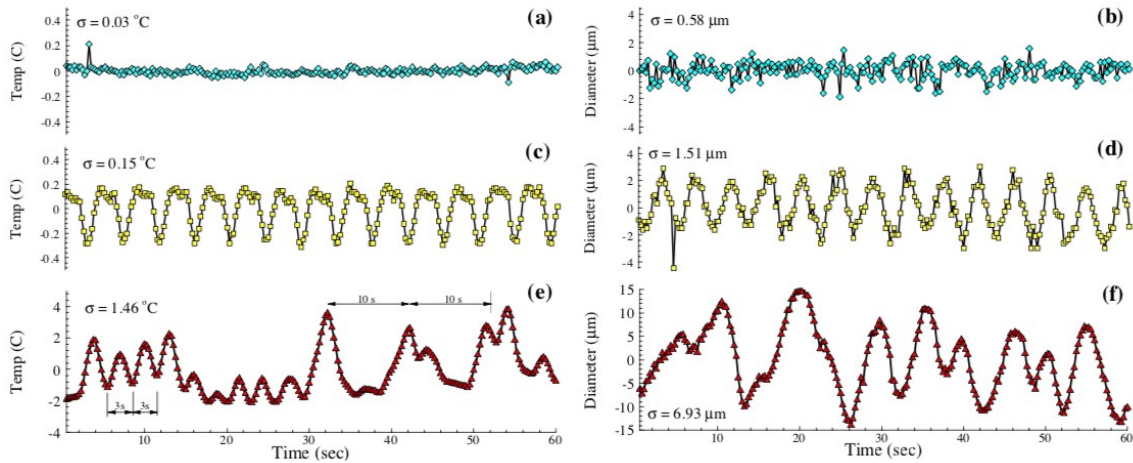 σ = 0.03 °C
(a)
Temp (C)
0.4
0.2
0
-0.2
-0.4
σ = 0.58 μm
(b)
Diameter (μm)
4
2
0
-2
-4
σ = 0.15 °C
(c)
Temp (C)
0.4
0.2
0
-0.2
-0.4
σ = 1.51 μm
(d)
Diameter (μm)
4
2
0
-2
-4
σ = 1.46 °C
(e)
10 s
10 s
3s
3s
Temp (C)
4
2
0
-2
-4
10
20
30
40
50
60
Time (sec)
(f)
σ = 6.93 μm
Diameter (μm)
15
10
5
0
-5
-10
-15
10
20
30
40
50
60
Time (sec)